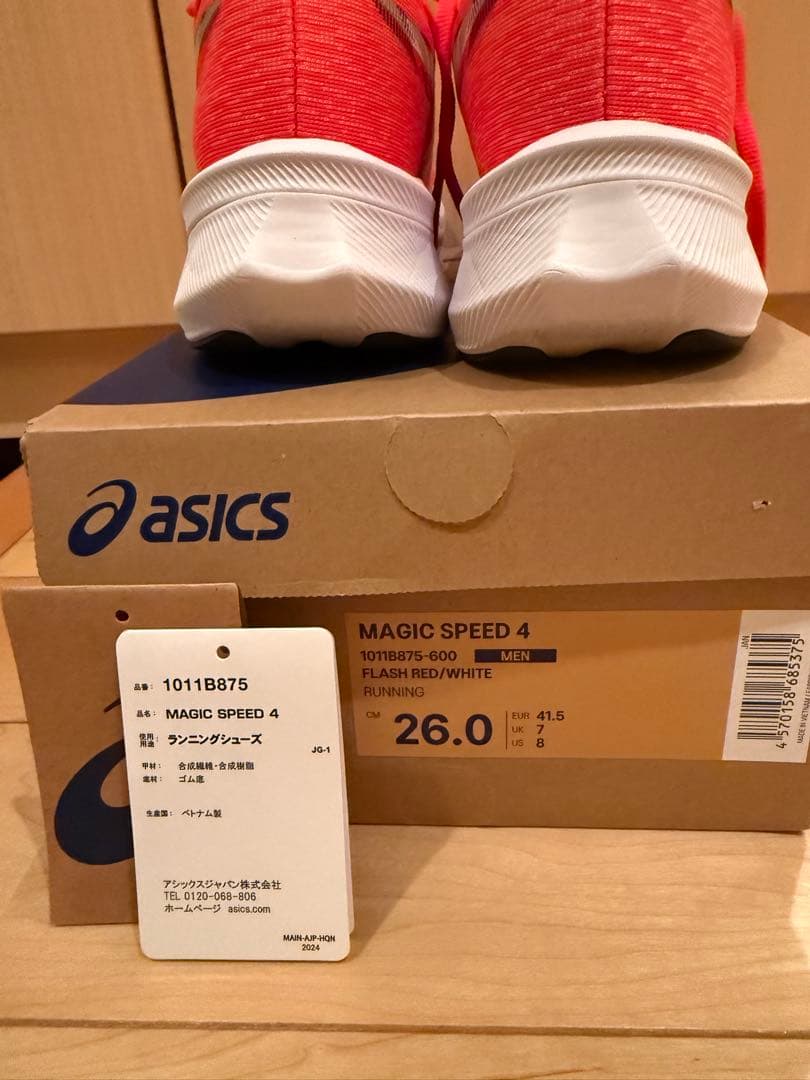 asics
MAGIC SPEED 4
1011B875-600 MEN
FLASH RED/WHITE
RUNNING
CM 26.0
EUR 41.5
UK 7
US 8
JAN
4 570158 685375
品番： 1011B875
品名： MAGIC SPEED 4
使用用途： ランニングシューズ
JG-1
甲材： 合成繊維・合成樹脂
底材： ゴム底
生産国： ベトナム製
アシックスジャパン株式会社
TEL 0120-068-806
ホームページ asics.com
MAIN-AJP-HQN
2024